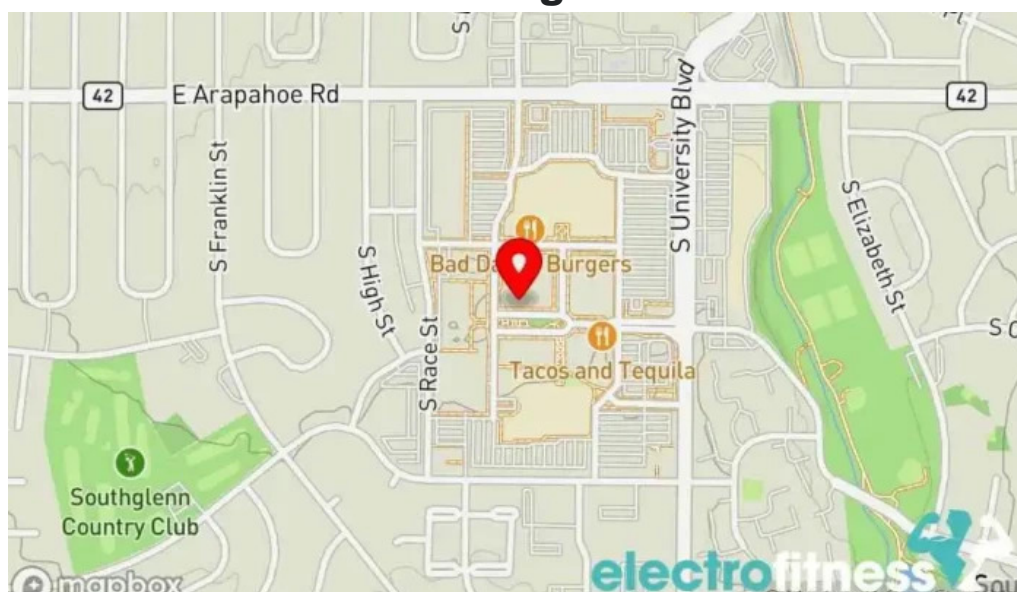 42
E Arapahoe Rd
42
S Franklin St
S High St
S Race St
S University Blvd
S Elizabeth St
Burgers
Tacos and Tequila
Southglenn
Country Club
mapbox
electrofitness